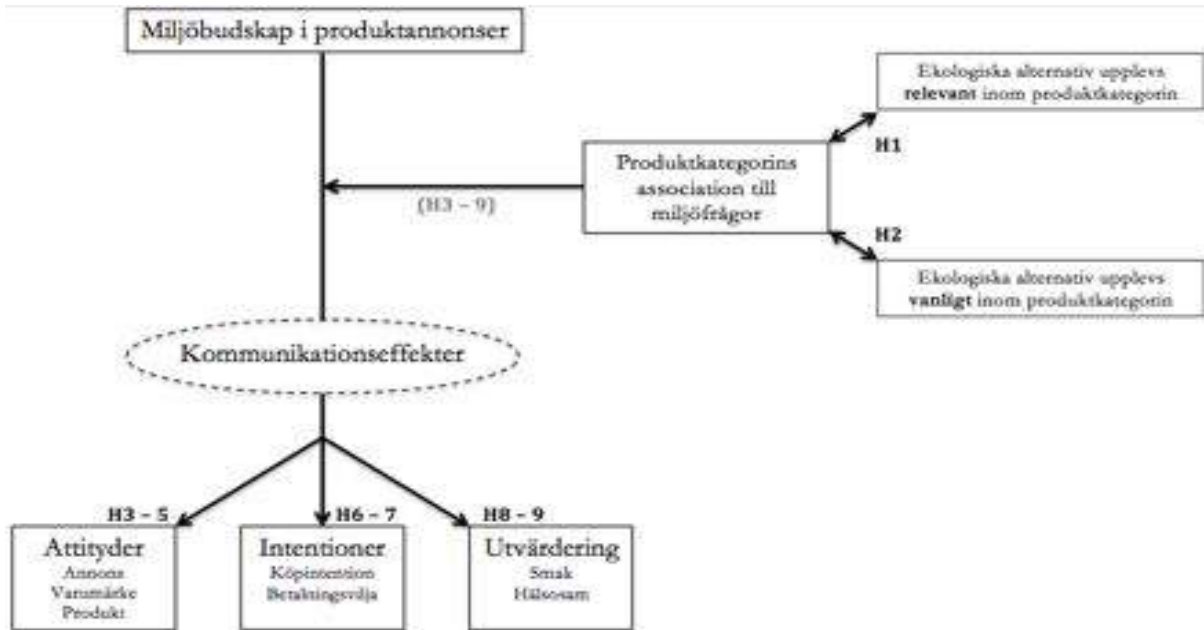 Miljöbudskap i produktannonser
Ekologiska alternativ upplevs
relevant inom produktkategorin
H1
Produktkategorins
association till
miljöfrågor
(H3 – 9)
H2
Ekologiska alternativ upplevs
vanligt inom produktkategorin
Kommunikationseffekter
H3 – 5
Attityder
Annons
Varumärke
Produkt
H6 – 7
Intentioner
Köpintention
Betalningsvilja
H8 – 9
Utvärdering
Smak
Hälsosam